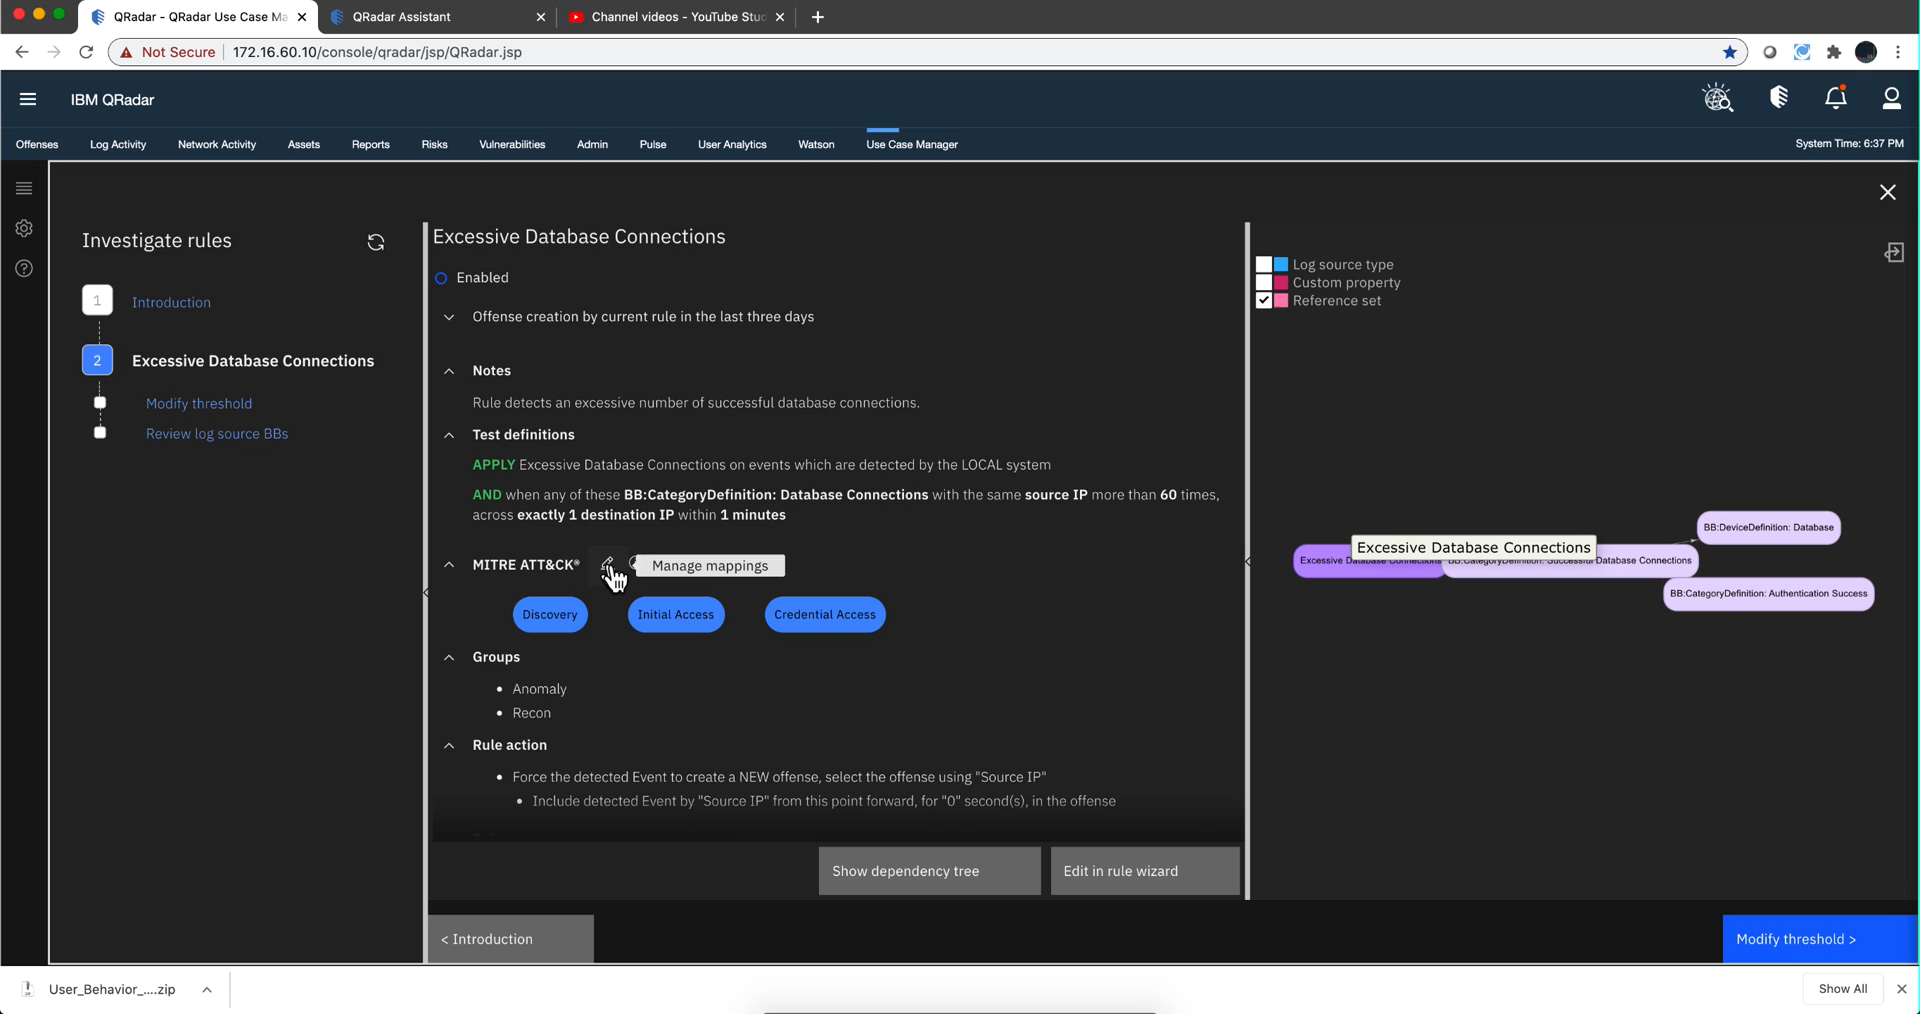 QRadar - QRadar Use Case Ma
QRadar Assistant
Channel videos - YouTube Stud
Not Secure
172.16.60.10/console/qradar/jsp/QRadar.jsp
IBM QRadar
Offenses
Log Activity
Network Activity
Assets
Reports
Risks
Vulnerabilities
Admin
Pulse
User Analytics
Watson
Use Case Manager
System Time: 6:37 PM
Investigate rules
1
Introduction
2
Excessive Database Connections
Modify threshold
Review log source BBs
Excessive Database Connections
Enabled
Offense creation by current rule in the last three days
Notes
Rule detects an excessive number of successful database connections.
Test definitions
APPLY Excessive Database Connections on events which are detected by the LOCAL system
AND when any of these BB:CategoryDefinition: Database Connections with the same source IP more than 60 times,
across exactly 1 destination IP within 1 minutes
MITRE ATT&CK®
Manage mappings
Discovery
Initial Access
Credential Access
Groups
• Anomaly
• Recon
Rule action
• Force the detected Event to create a NEW offense, select the offense using "Source IP"
• Include detected Event by "Source IP" from this point forward, for "0" second(s), in the offense
Show dependency tree
Edit in rule wizard
< Introduction
Modify threshold >
Log source type
Custom property
Reference set
BB:DeviceDefinition: Database
Excessive Database Connections
Excessive Database Connections
BB:CategoryDefinition: Successful Database Connections
BB:CategoryDefinition: Authentication Success
User_Behavior_....zip
Show All